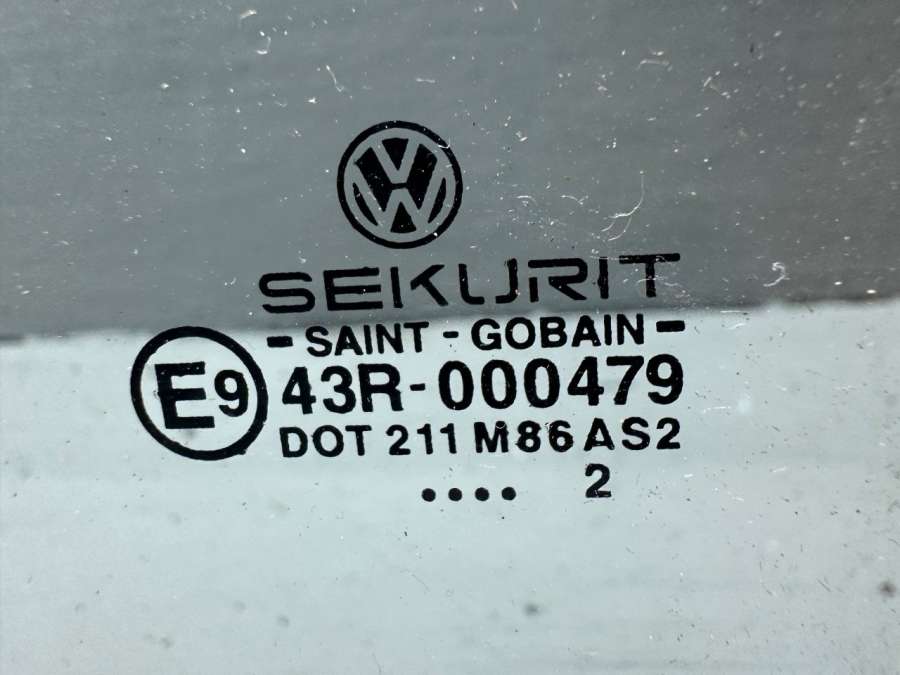 SEKURIT
- SAINT - GOBAIN -
E9 43R-000479
DOT 211 M86 AS2
.... 2